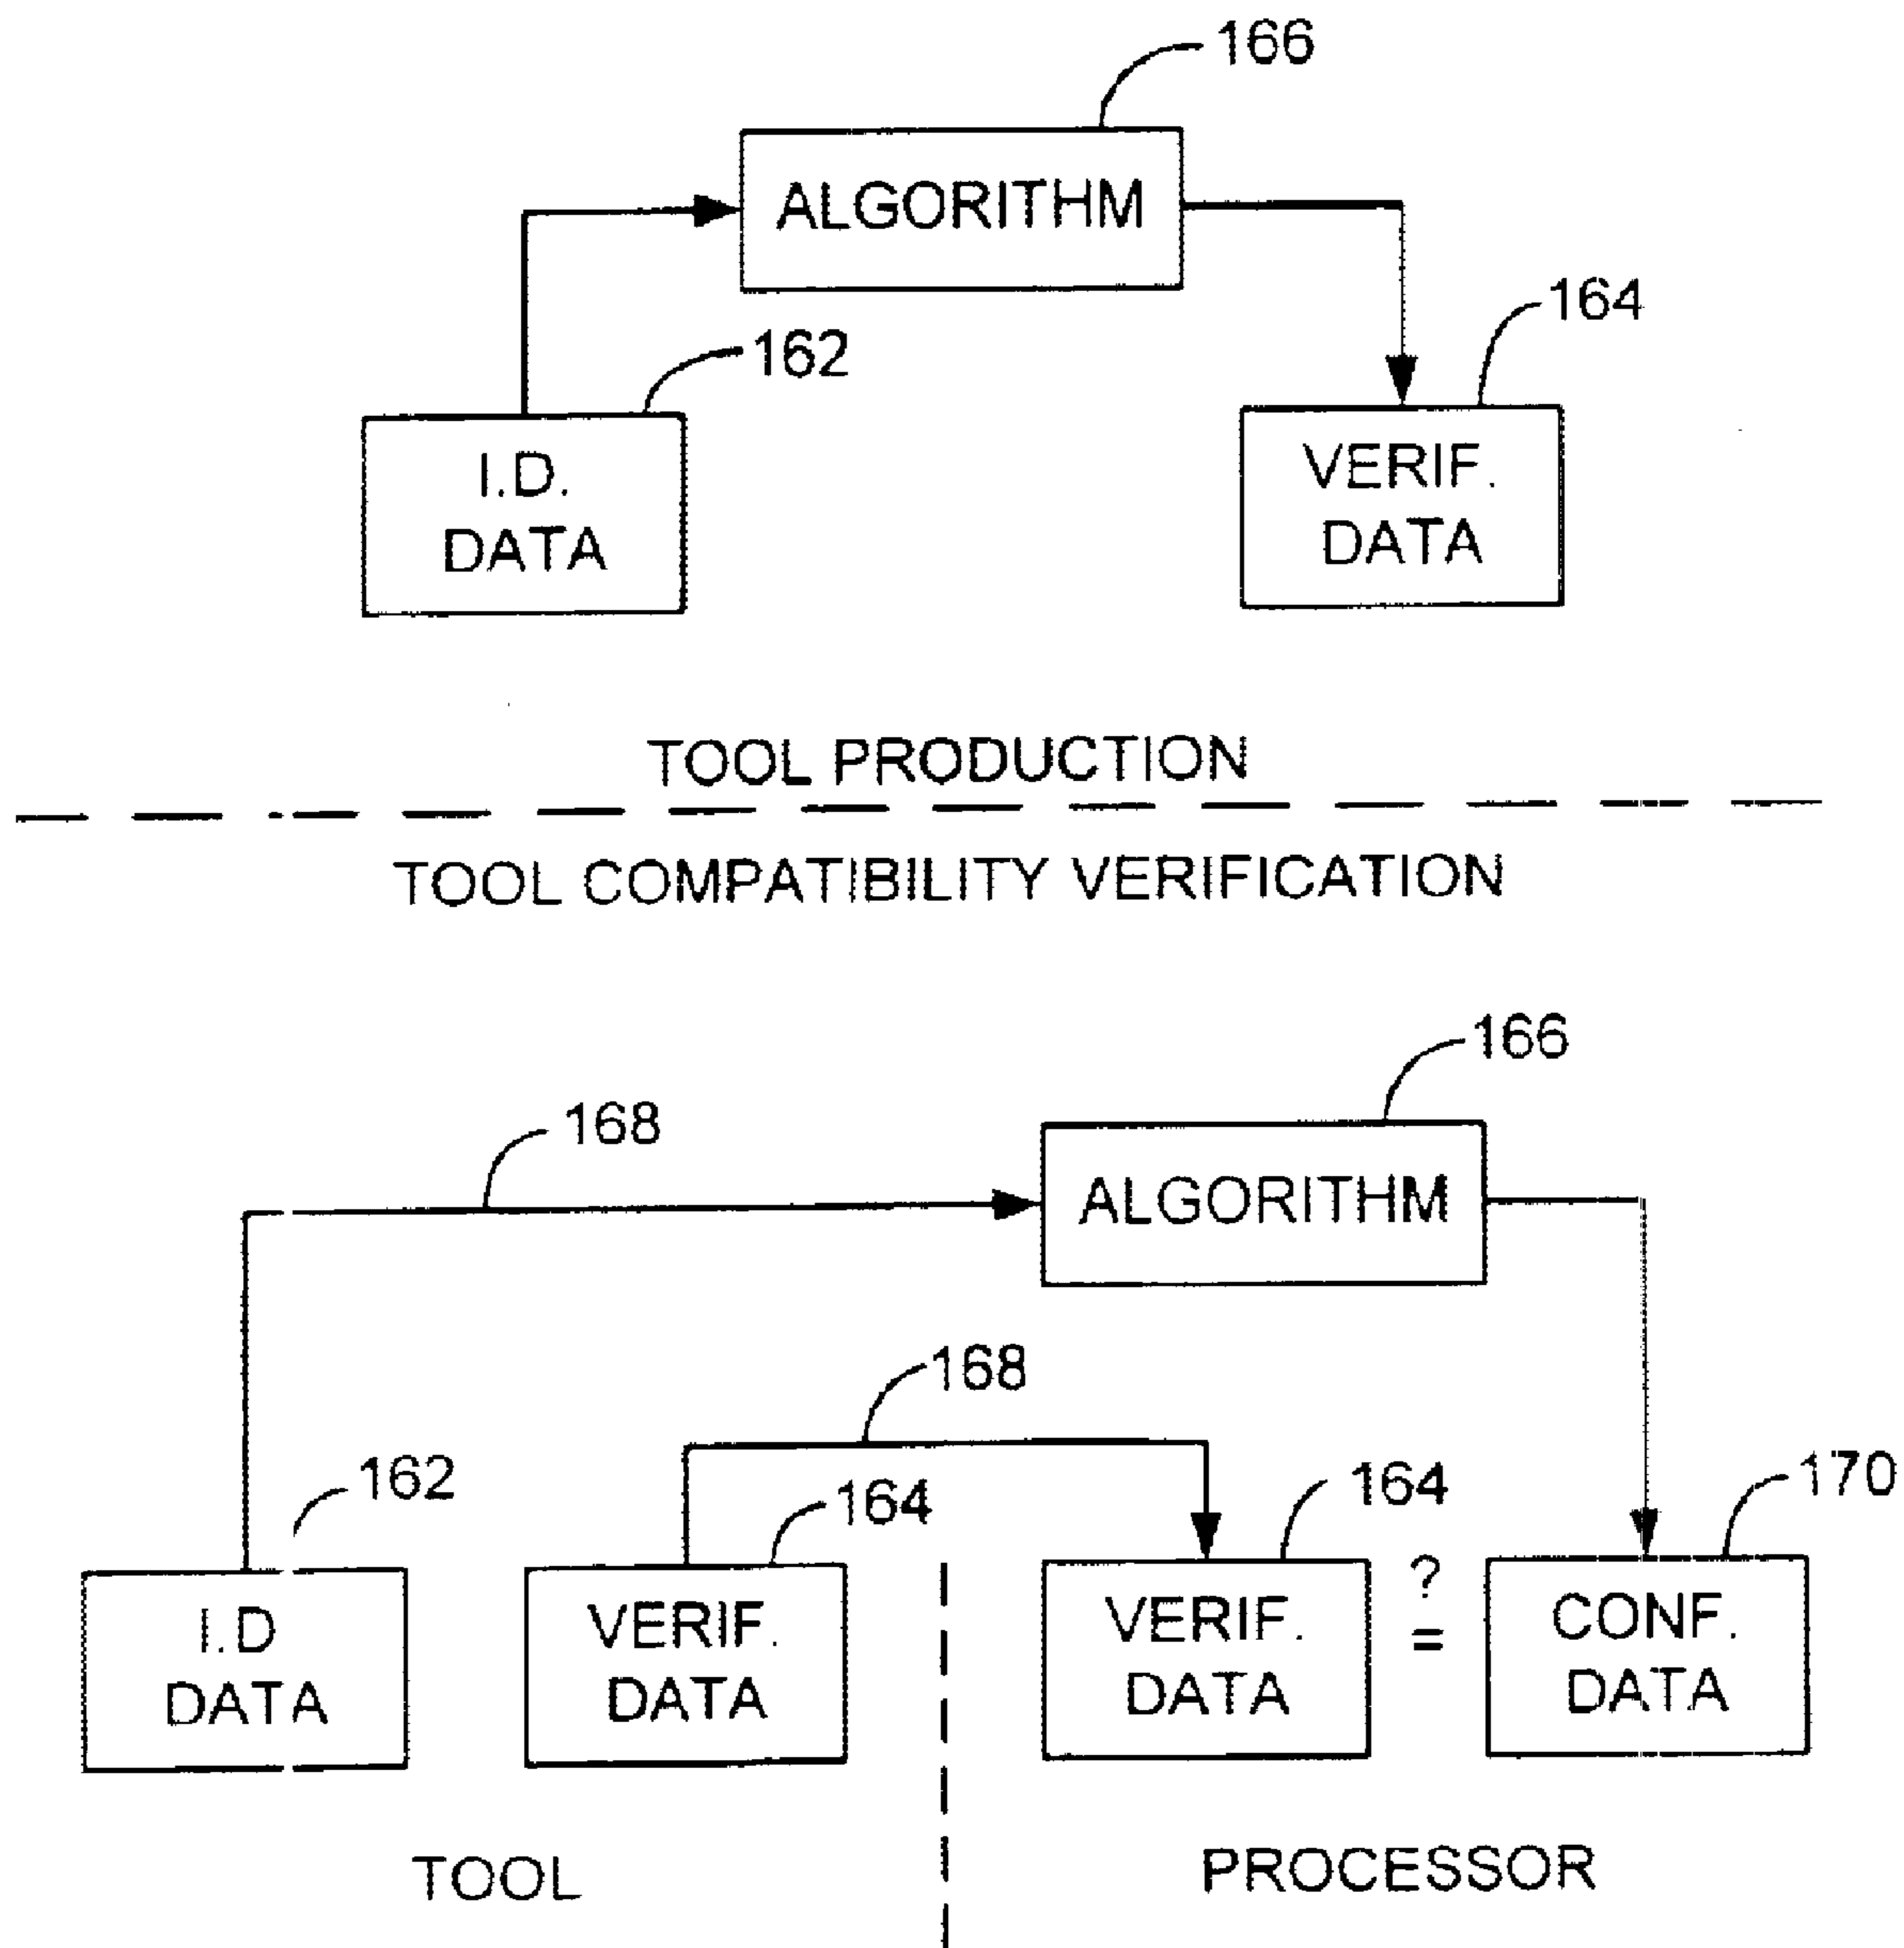 166
ALGORITHM
164
162
I.D.
DATA
VERIF.
DATA
TOOL PRODUCTION
TOOL COMPATIBILITY VERIFICATION
166
168
ALGORITHM
168
162
164
164
170
I.D
DATA
VERIF.
DATA
VERIF.
DATA
?
=
CONF.
DATA
TOOL
PROCESSOR